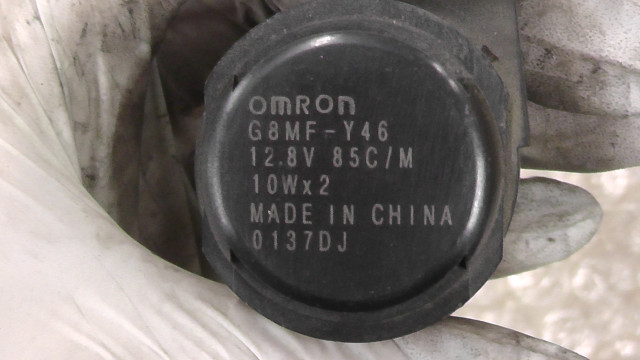 omron
G8MF-Y46
12.8V 85C/M
10Wx2
MADE IN CHINA
0137DJ